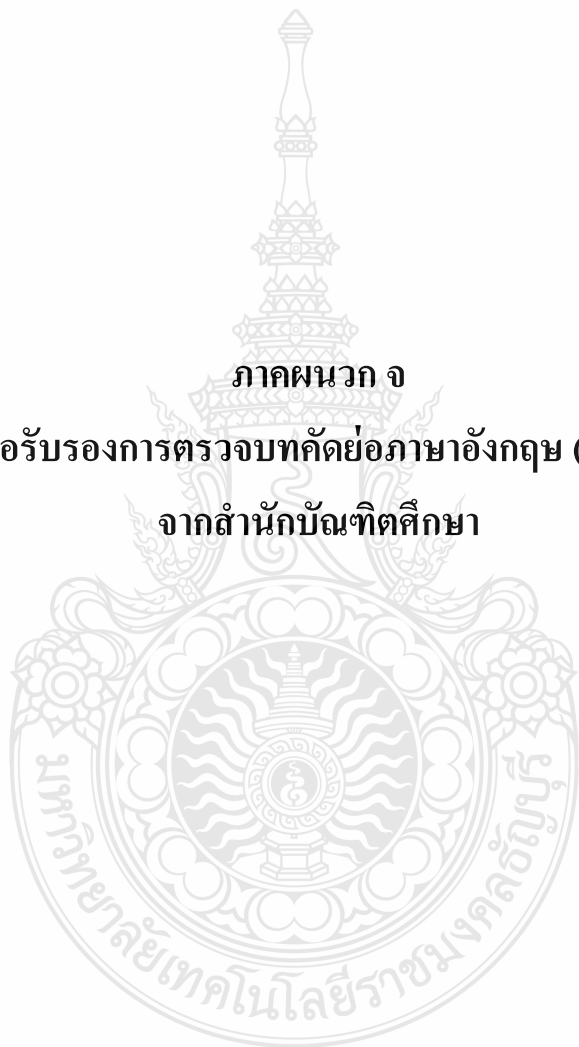 ภาคผนวก จ
อรับรองการตรวจบทคัดย่อภาษาอังกฤษ (
จากสำนักบัณฑิตศึกษา
มหาวิทยาลัยเทคโนโลยีราชมงคลธัญบุรี